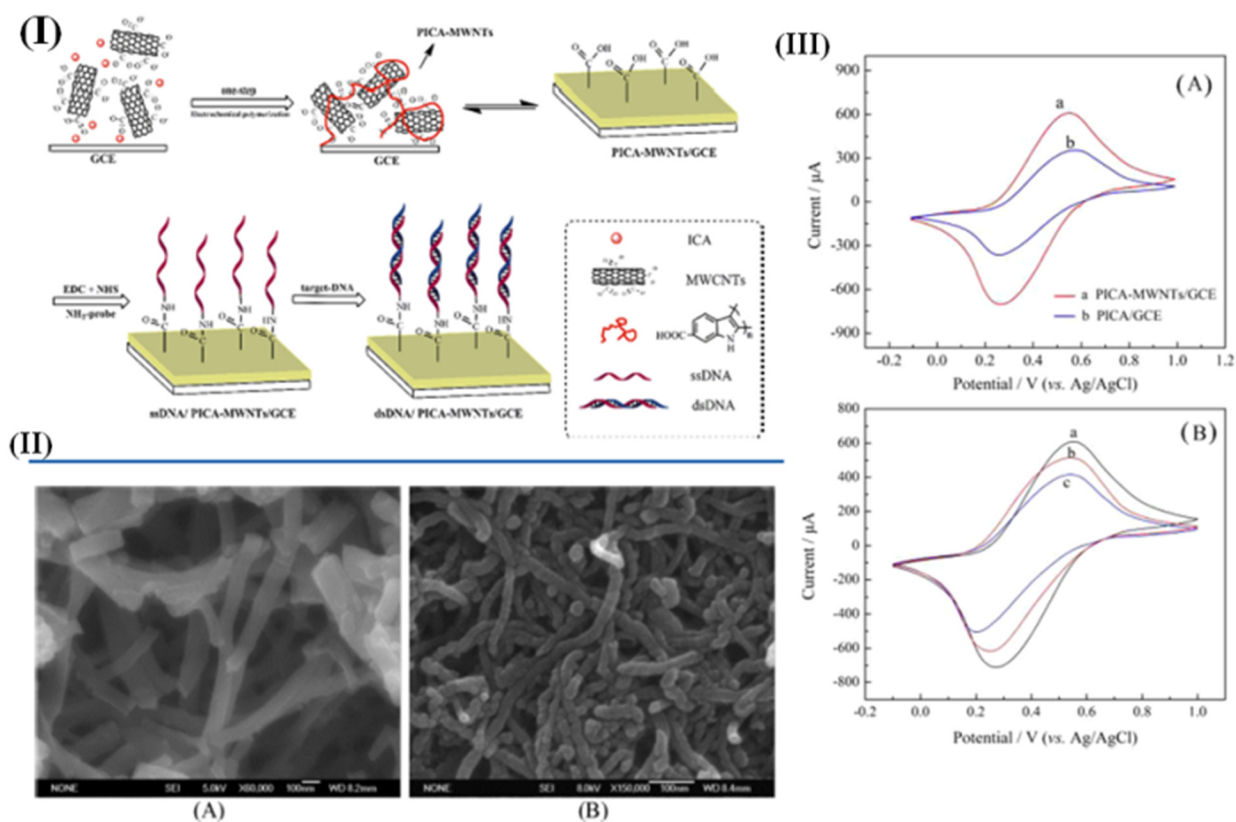 (I)
PICA-MWNTs
one-step
Electrochemical polymerization
GCE
GCE
PICA-MWNTs/GCE
EDC + NHS
NH2-probe
target-DNA
ssDNA/ PICA-MWNTs/GCE
dsDNA/ PICA-MWNTs/GCE
ICA
MWCNTs
HOOC
N
H
n
ssDNA
dsDNA
(II)
NONE SEI 5.0kV X60,000 100nm WD 8.2mm
(A)
NONE SEI 8.0kV X150,000 100nm WD 8.4mm
(B)
(III)
(A)
900
600
300
0
-300
-600
-900
Current / μA
a
b
a PICA-MWNTs/GCE
b PICA/GCE
0.0 0.2 0.4 0.6 0.8 1.0 1.2
Potential / V (vs. Ag/AgCl)
(B)
800
600
400
200
0
-200
-400
-600
-800
Current / μA
a
b
c
-0.2 0.0 0.2 0.4 0.6 0.8 1.0
Potential / V (vs. Ag/AgCl)